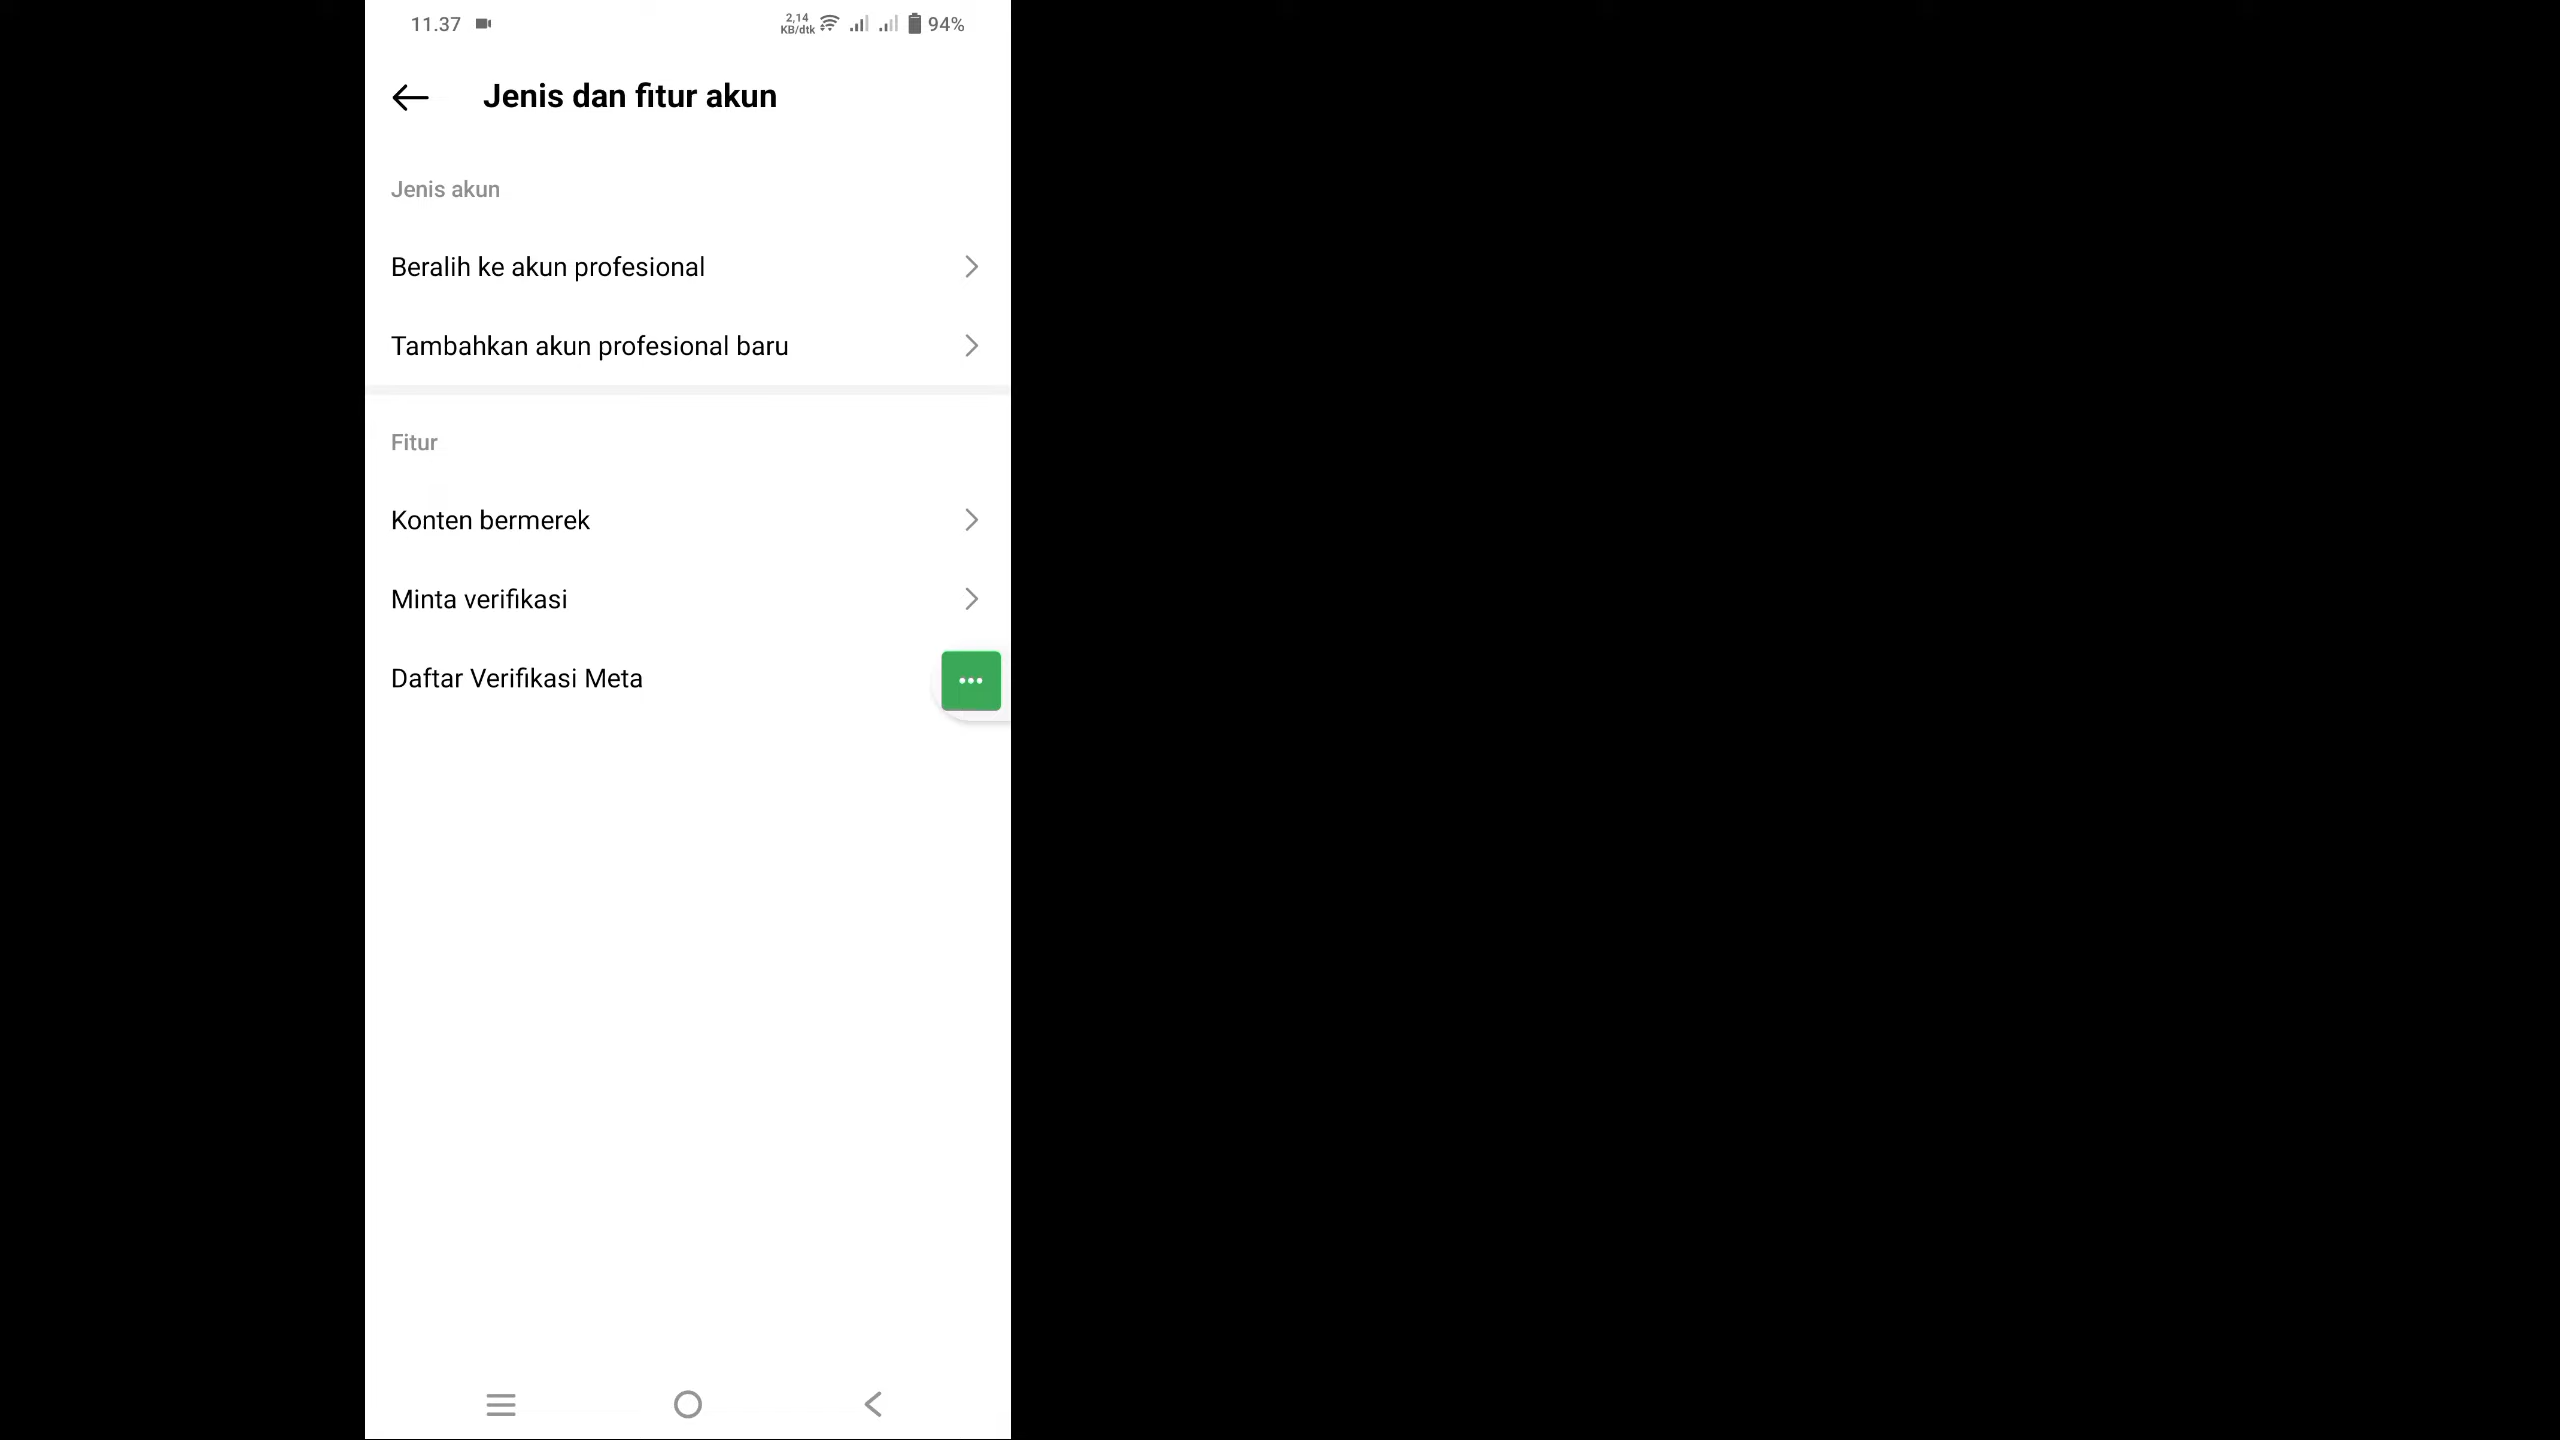 11.37
2,14
KB/dtk
94%
Jenis dan fitur akun
Jenis akun
Beralih ke akun profesional
Tambahkan akun profesional baru
Fitur
Konten bermerek
Minta verifikasi
Daftar Verifikasi Meta